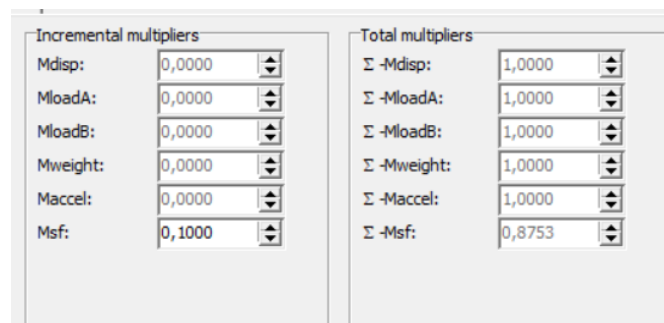 Incremental multipliers
Mdisp: 0,0000
MloadA: 0,0000
MloadB: 0,0000
Mweight: 0,0000
Maccel: 0,0000
Msf: 0,1000
Total multipliers
Σ -Mdisp: 1,0000
Σ -MloadA: 1,0000
Σ -MloadB: 1,0000
Σ -Mweight: 1,0000
Σ -Maccel: 1,0000
Σ -Msf: 0,8753